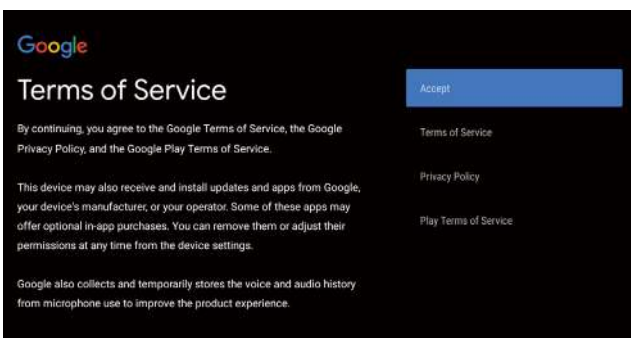 Google
Terms of Service
By continuing, you agree to the Google Terms of Service, the Google
Privacy Policy, and the Google Play Terms of Service.
This device may also receive and install updates and apps from Google,
your device's manufacturer, or your operator. Some of these apps may
offer optional in-app purchases. You can remove them or adjust their
permissions at any time from the device settings.
Google also collects and temporarily stores the voice and audio history
from microphone use to improve the product experience.
Accept
Terms of Service
Privacy Policy
Play Terms of Service